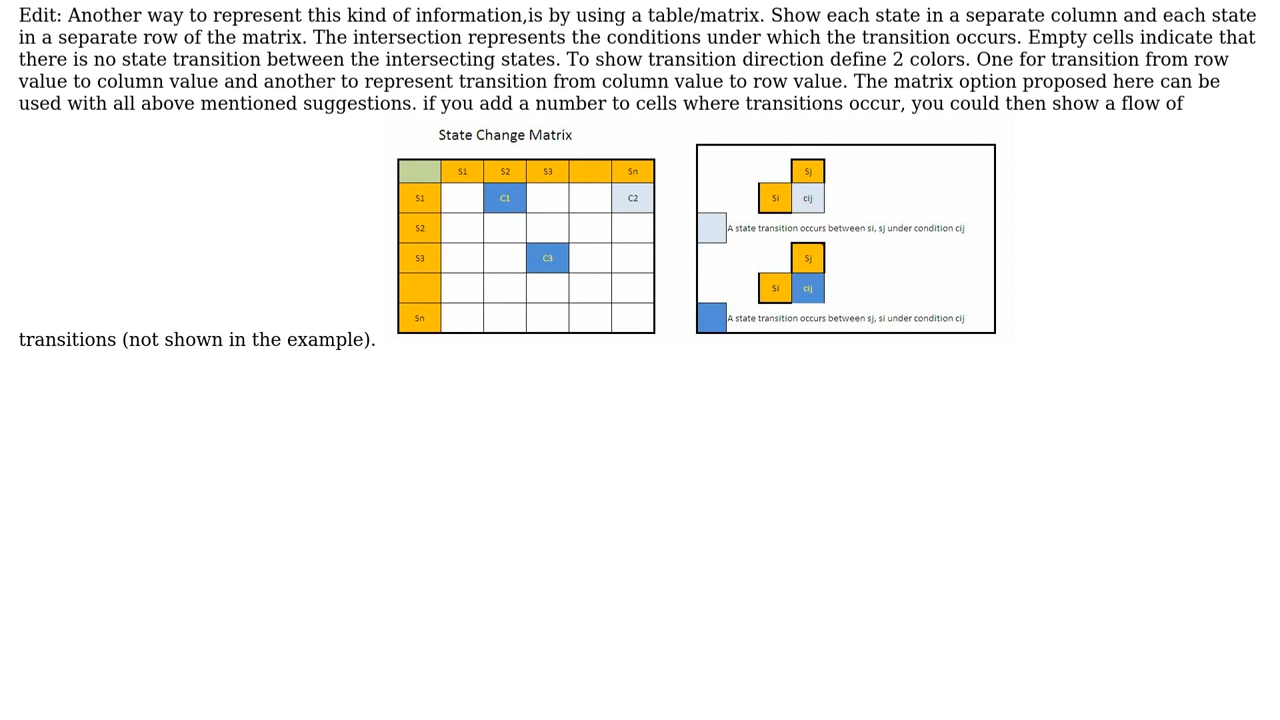 Edit: Another way to represent this kind of information,is by using a table/matrix. Show each state in a separate column and each state
in a separate row of the matrix. The intersection represents the conditions under which the transition occurs. Empty cells indicate that
there is no state transition between the intersecting states. To show transition direction define 2 colors. One for transition from row
value to column value and another to represent transition from column value to row value. The matrix option proposed here can be
used with all above mentioned suggestions. if you add a number to cells where transitions occur, you could then show a flow of
State Change Matrix
S1 S2 S3 Sn
S1 C1 C2
S2
S3 C3
Sn
Sj
Si cij
A state transition occurs between si, sj under condition cij
Sj
Si cij
A state transition occurs between sj, si under condition cij
transitions (not shown in the example).